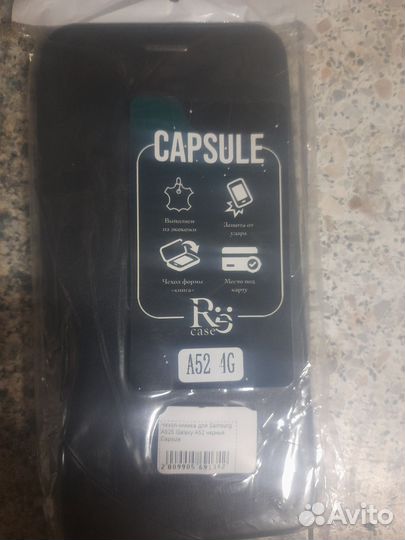 CAPSULE
Выполнен
из экокожи
Защита от
удара
Чехол формы
«книга»
Место под
карту
RS
case
A52 4G
Чехол-книжка для Samsung
A525 Galaxy A52 черный
Capsule
Avito